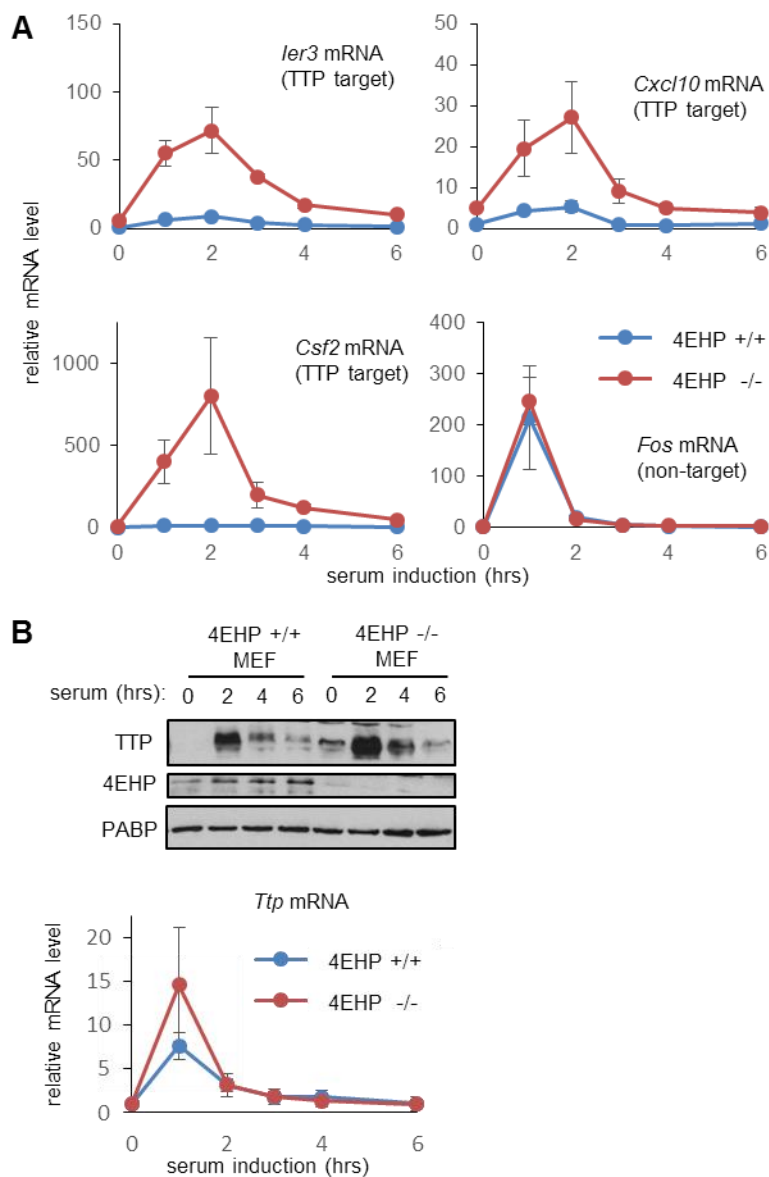 A
Ier3 mRNA
(TTP target)
150
100
50
0
0 2 4 6
Cxcl10 mRNA
(TTP target)
50
40
30
20
10
5
0
0 2 4 6
relative mRNA level
Csf2 mRNA
(TTP target)
1000
500
0
0 2 4 6
400
300
200
100
0
4EHP +/+
4EHP -/-
Fos mRNA
(non-target)
0 2 4 6
serum induction (hrs)
B
4EHP +/+ 4EHP -/-
MEF MEF
serum (hrs): 0 2 4 6 0 2 4 6
TTP
4EHP
PABP
Ttp mRNA
relative mRNA level
20
15
10
5
0
4EHP +/+
4EHP -/-
0 2 4 6
serum induction (hrs)